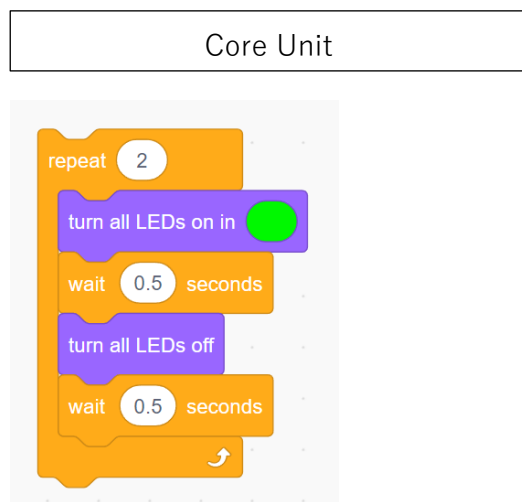 Core Unit
repeat 2
turn all LEDs on in
wait 0.5 seconds
turn all LEDs off
wait 0.5 seconds